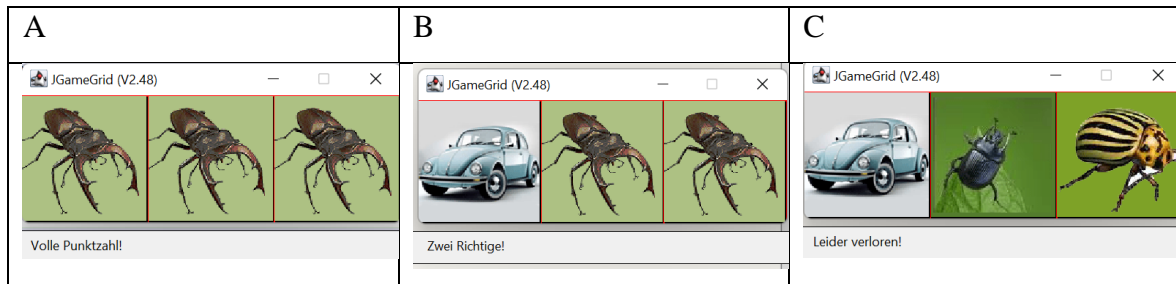 A
B
C
JGameGrid (V2.48)
JGameGrid (V2.48)
JGameGrid (V2.48)
Volle Punktzahl!
Zwei Richtige!
Leider verloren!